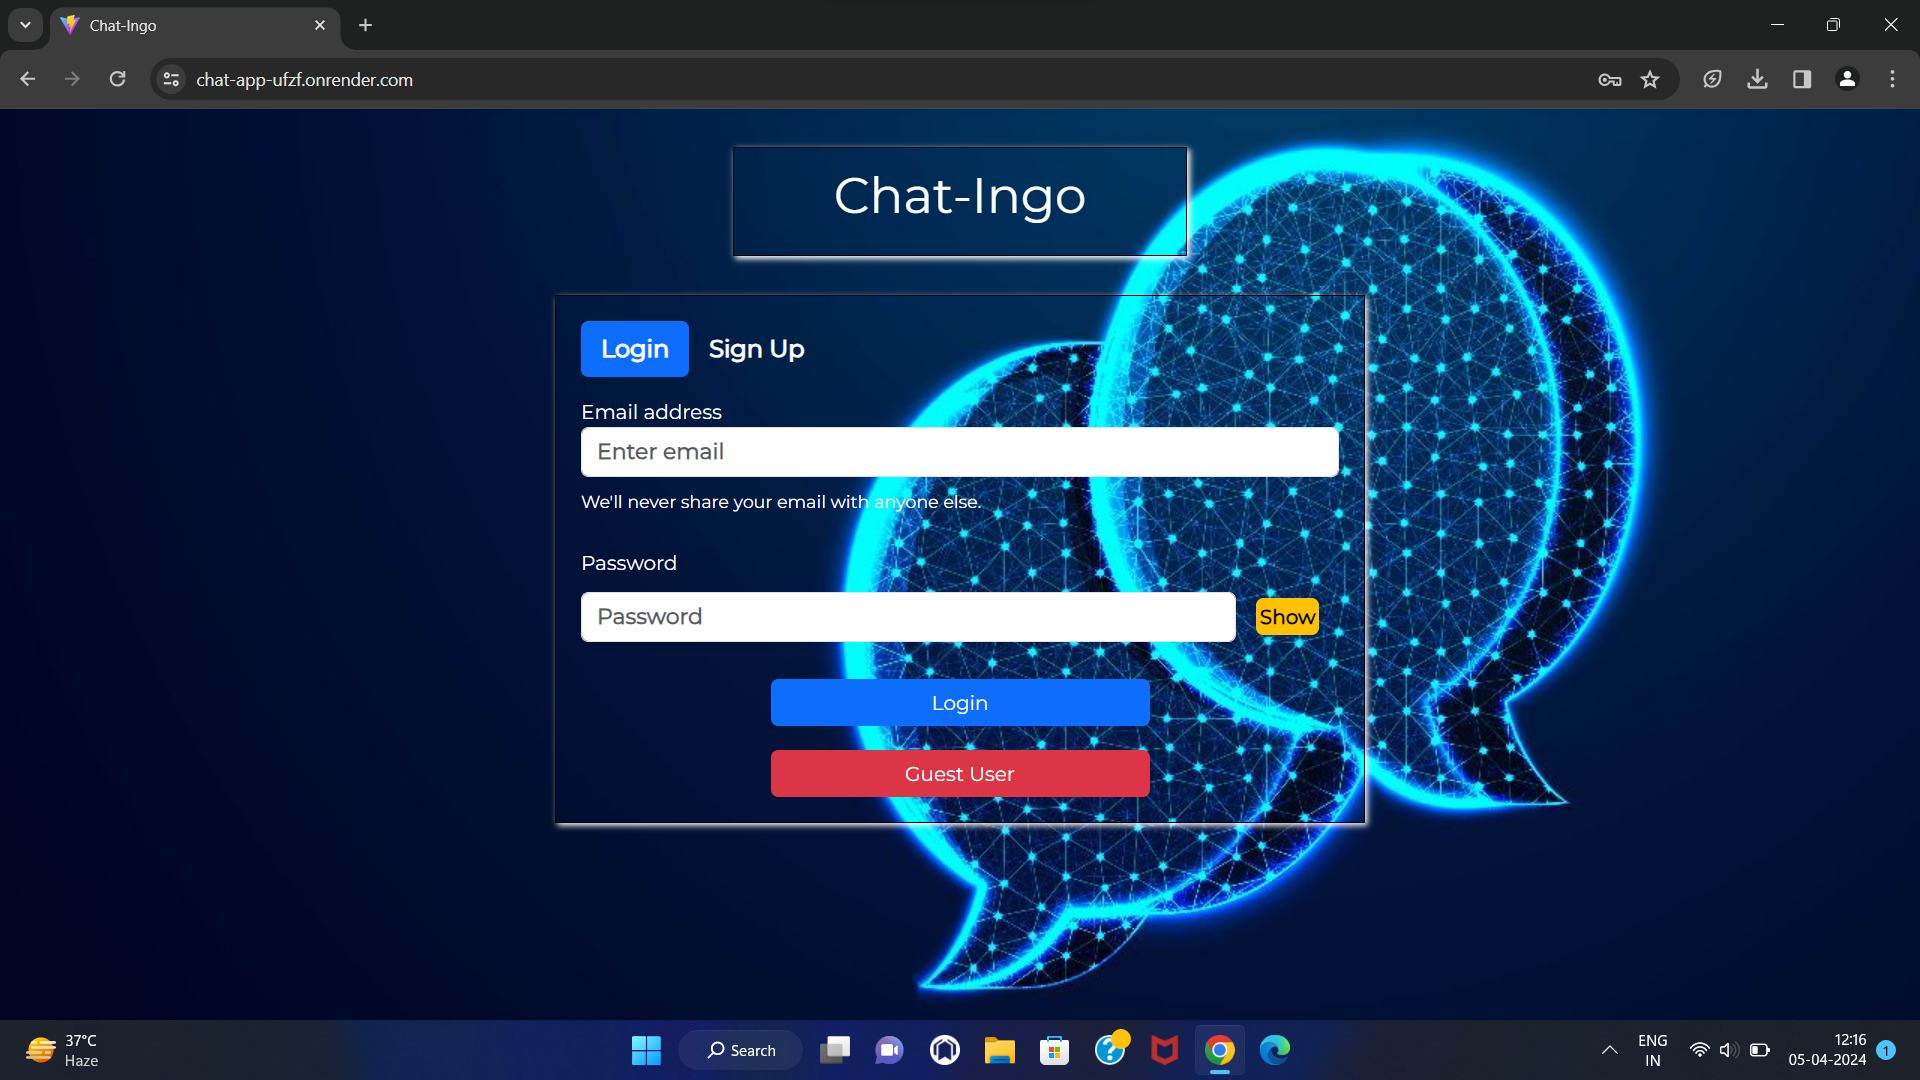 Chat-Ingo
chat-app-ufzf.onrender.com
Chat-Ingo
Login
Sign Up
Email address
Enter email
We'll never share your email with anyone else.
Password
Password
Show
Login
Guest User
37°C
Haze
Search
ENG
IN
12:16
05-04-2024
1